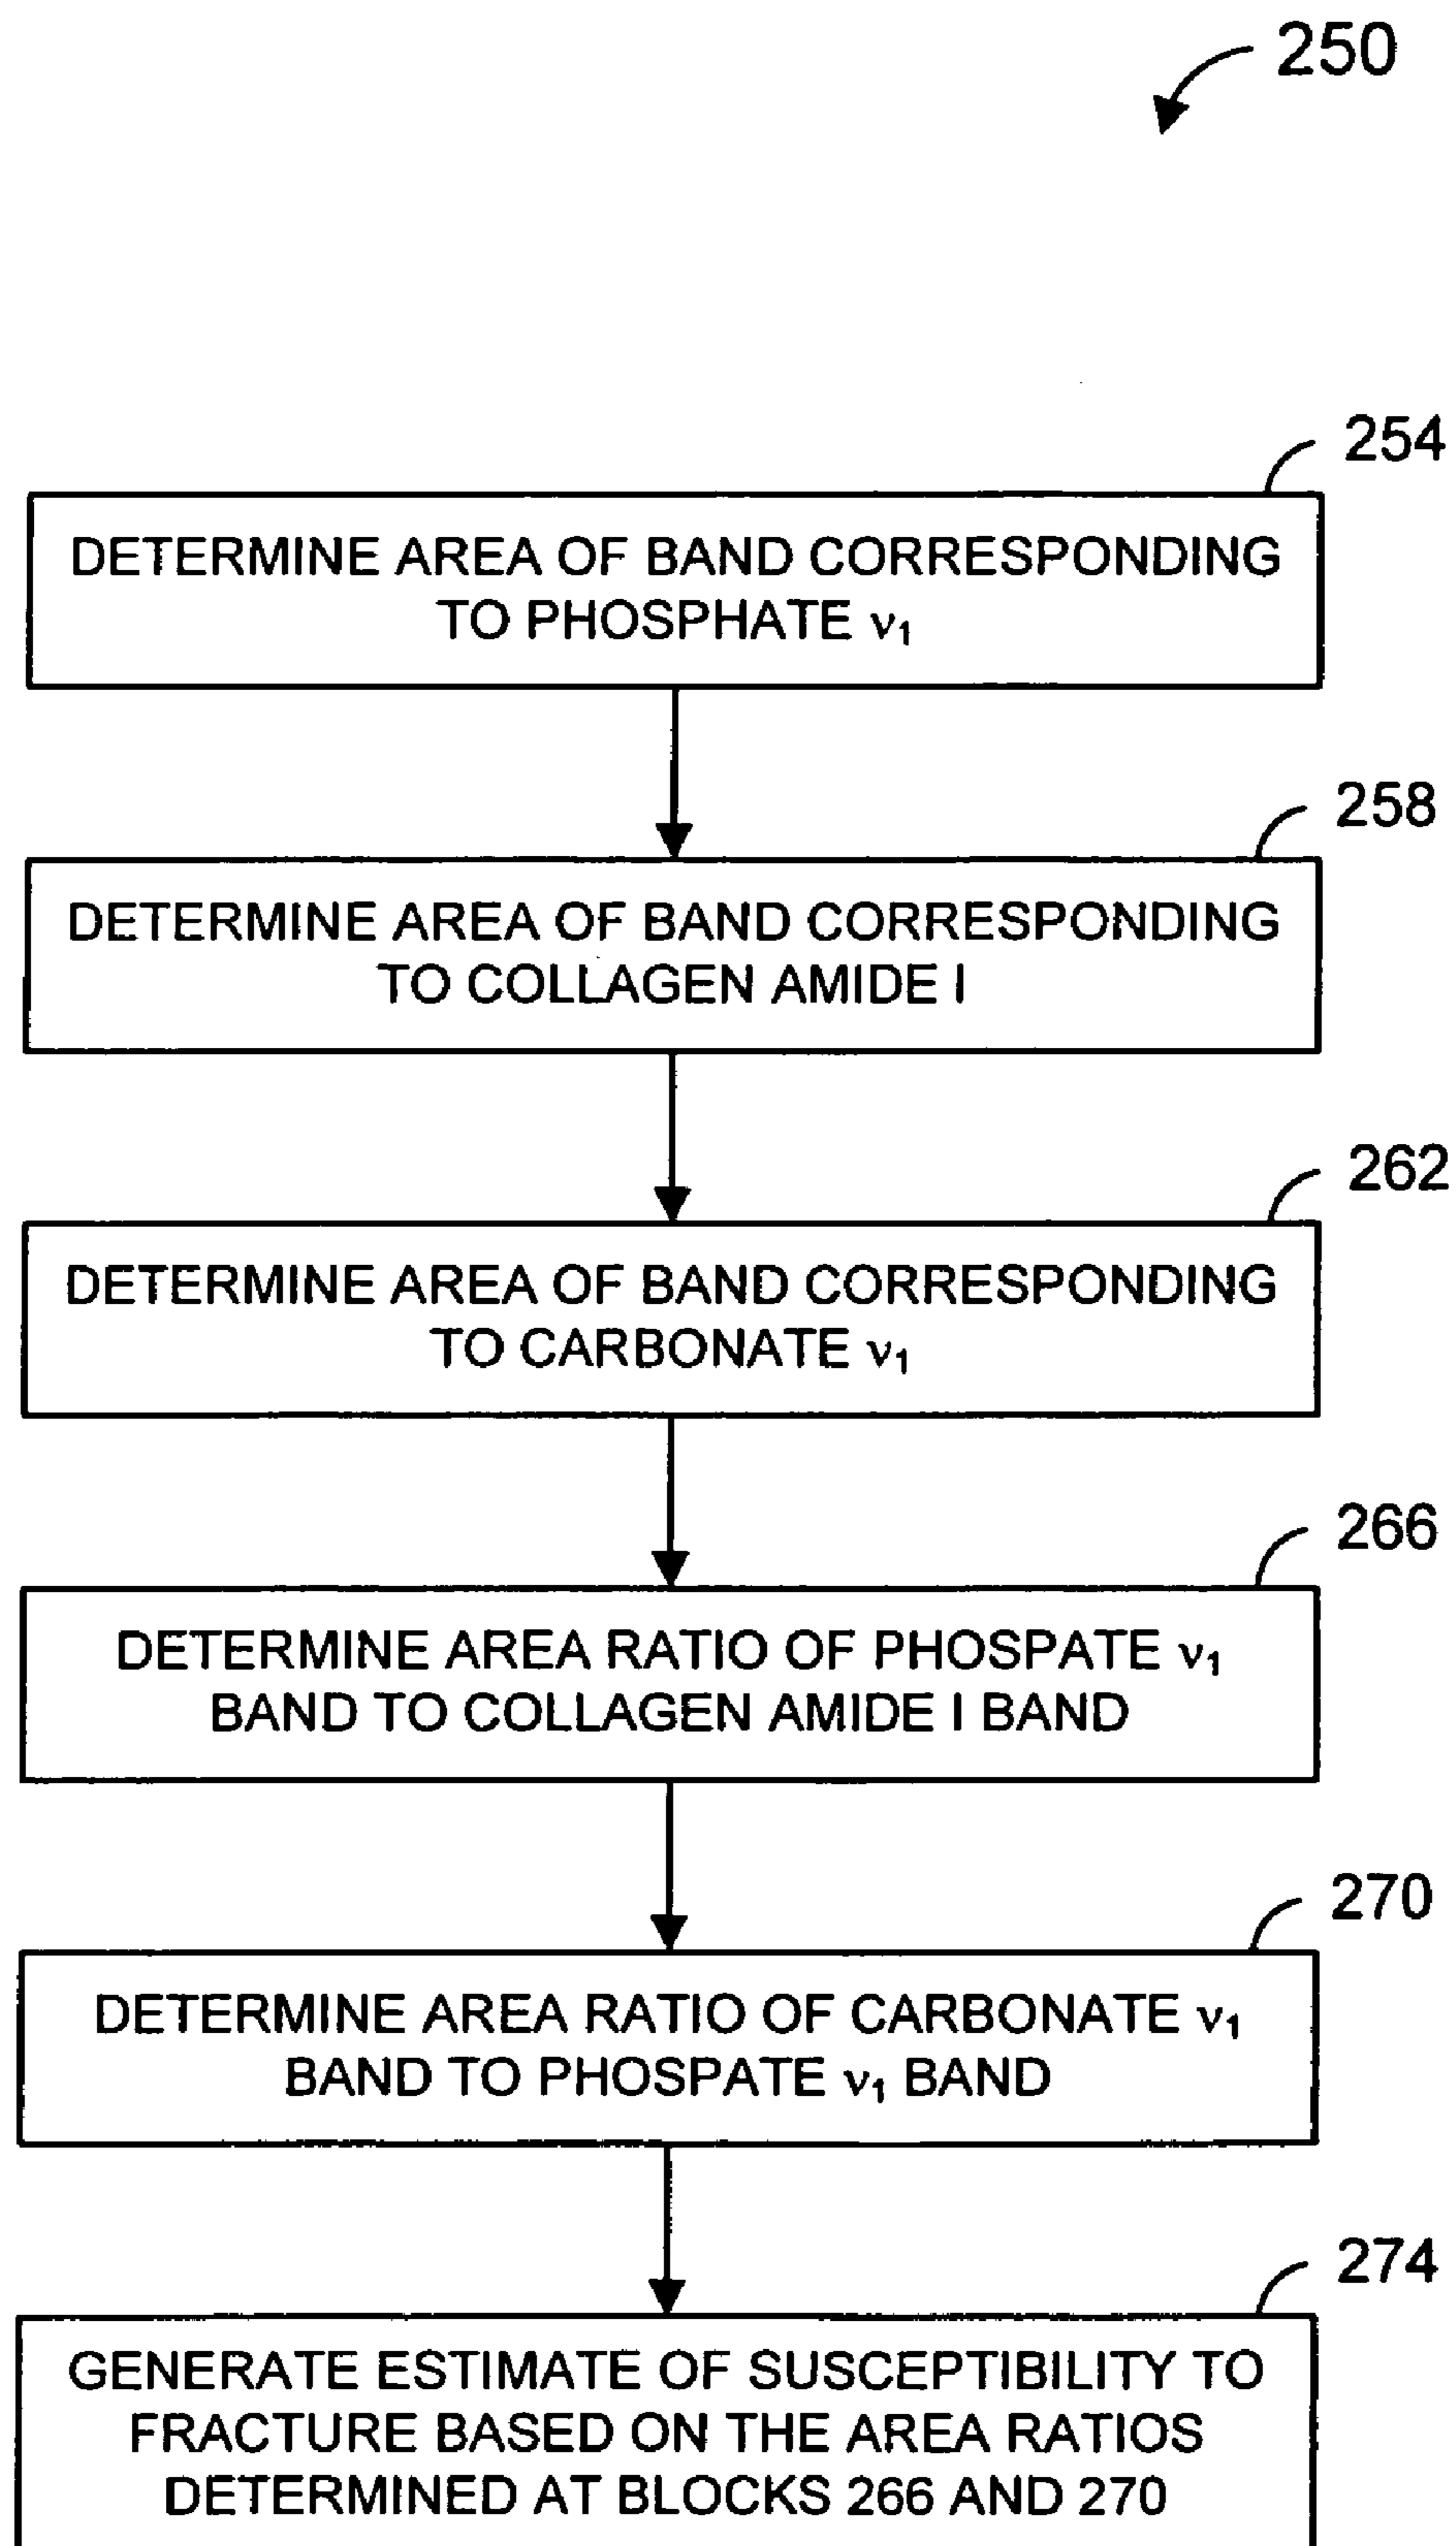 250
254
DETERMINE AREA OF BAND CORRESPONDING
TO PHOSPHATE ν₁
258
DETERMINE AREA OF BAND CORRESPONDING
TO COLLAGEN AMIDE I
262
DETERMINE AREA OF BAND CORRESPONDING
TO CARBONATE ν₁
266
DETERMINE AREA RATIO OF PHOSPATE ν₁
BAND TO COLLAGEN AMIDE I BAND
270
DETERMINE AREA RATIO OF CARBONATE ν₁
BAND TO PHOSPATE ν₁ BAND
274
GENERATE ESTIMATE OF SUSCEPTIBILITY TO
FRACTURE BASED ON THE AREA RATIOS
DETERMINED AT BLOCKS 266 AND 270